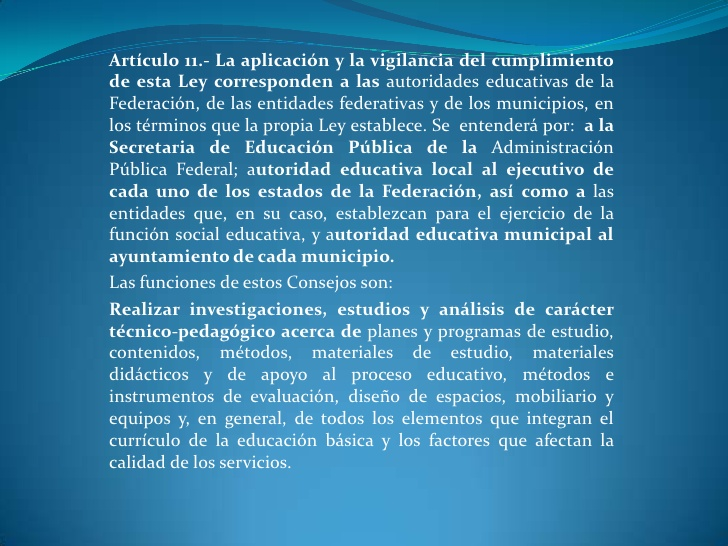 Artículo 11.- La aplicación y la vigilancia del cumplimiento
de esta Ley corresponden a las autoridades educativas de la
Federación, de las entidades federativas y de los municipios, en
los términos que la propia Ley establece. Se entenderá por: a la
Secretaria de Educación Pública de la Administración
Pública Federal; autoridad educativa local al ejecutivo de
cada uno de los estados de la Federación, así como a las
entidades que, en su caso, establezcan para el ejercicio de la
función social educativa, y autoridad educativa municipal al
ayuntamiento de cada municipio.
Las funciones de estos Consejos son:
Realizar investigaciones, estudios y análisis de carácter
técnico-pedagógico acerca de planes y programas de estudio,
contenidos, métodos, materiales de estudio, materiales
didácticos y de apoyo al proceso educativo, métodos e
instrumentos de evaluación, diseño de espacios, mobiliario y
equipos y, en general, de todos los elementos que integran el
currículo de la educación básica y los factores que afectan la
calidad de los servicios.